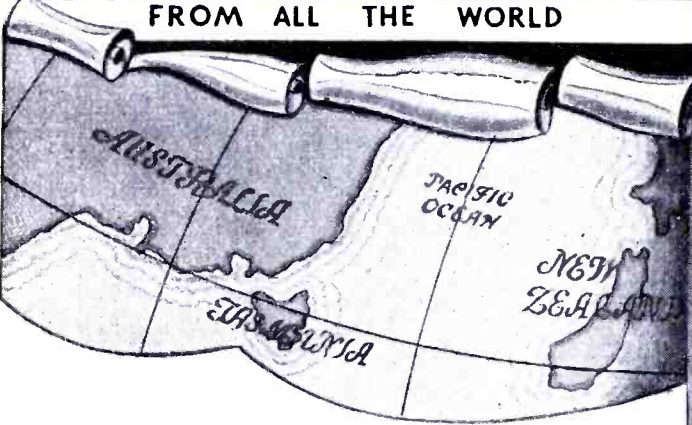 FROM ALL THE WORLD
AUSTRALIA
PACIFIC
OCEAN
NEW
ZEALAND
TASMANIA